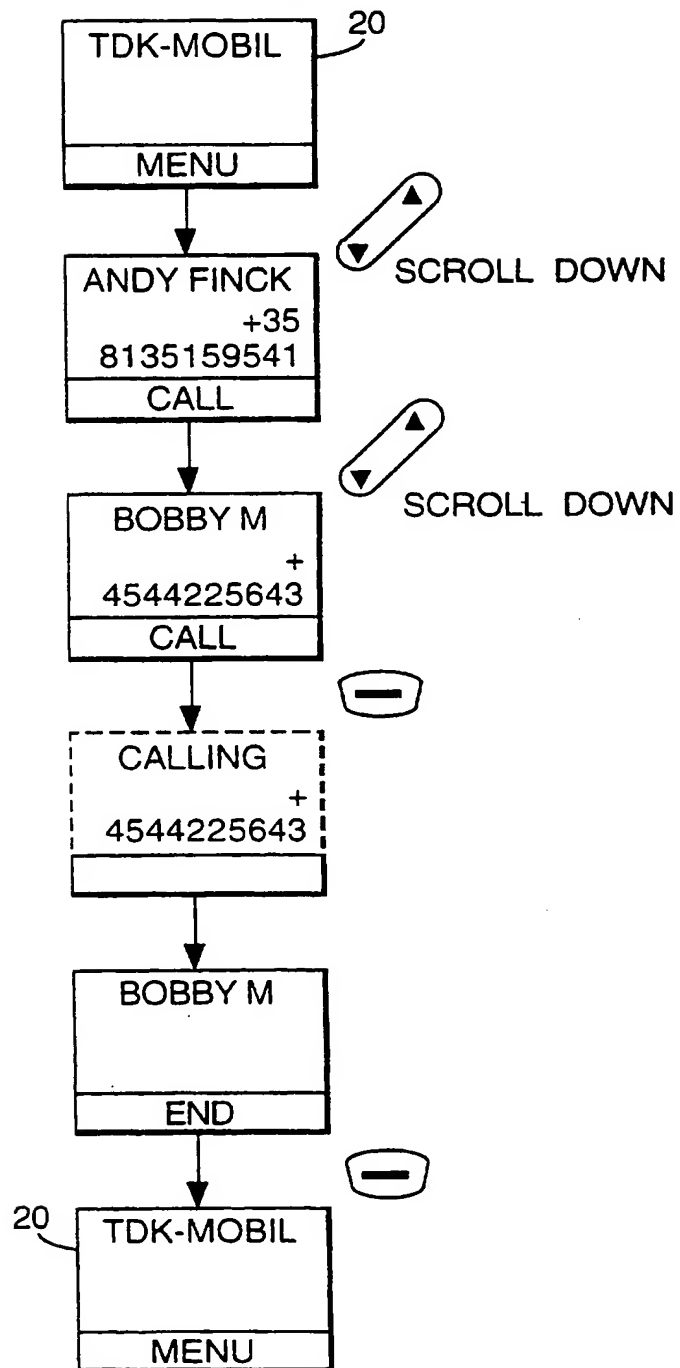 TDK-MOBIL
20
MENU
ANDY FINCK
+35
8135159541
CALL
SCROLL DOWN
BOBBY M
+
4544225643
CALL
SCROLL DOWN
CALLING
+
4544225643
BOBBY M
END
20
TDK-MOBIL
MENU